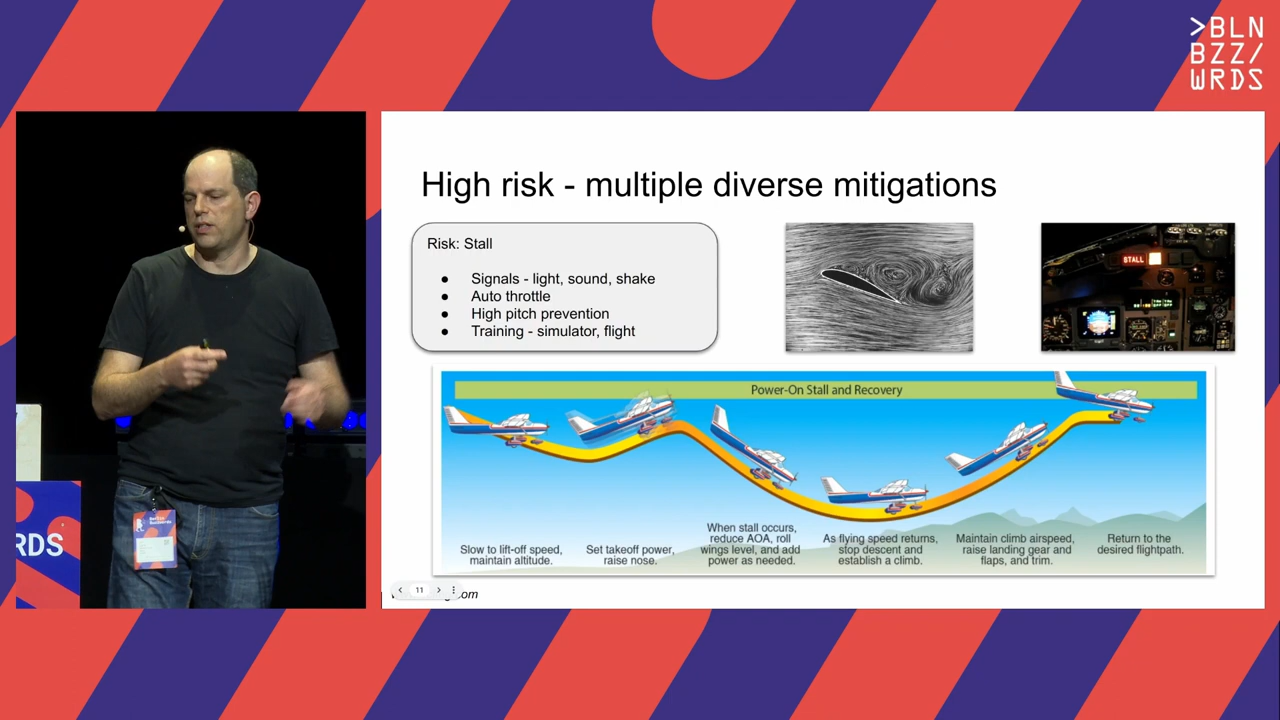 >BLN
BZZ/
WRDS
High risk - multiple diverse mitigations
Risk: Stall
● Signals - light, sound, shake
● Auto throttle
● High pitch prevention
● Training - simulator, flight
STALL
Power-On Stall and Recovery
Slow to lift-off speed,
maintain altitude.
Set takeoff power,
raise nose.
When stall occurs,
reduce AOA, roll
wings level, and add
power as needed.
As flying speed returns,
stop descent and
establish a climb.
Maintain climb airspeed,
raise landing gear and
flaps, and trim.
Return to the
desired flightpath.
11
om
RDS
Berlin
Buzzwords